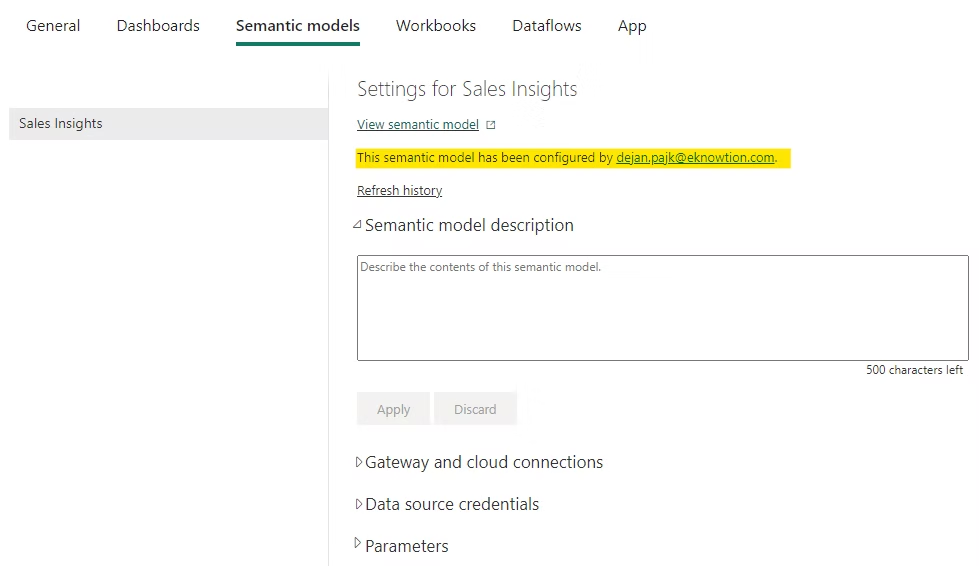 General Dashboards Semantic models Workbooks Dataflows App
Sales Insights
Settings for Sales Insights
View semantic model
This semantic model has been configured by dejan.pajk@eknowtion.com.
Refresh history
Semantic model description
Describe the contents of this semantic model.
500 characters left
Apply Discard
Gateway and cloud connections
Data source credentials
Parameters